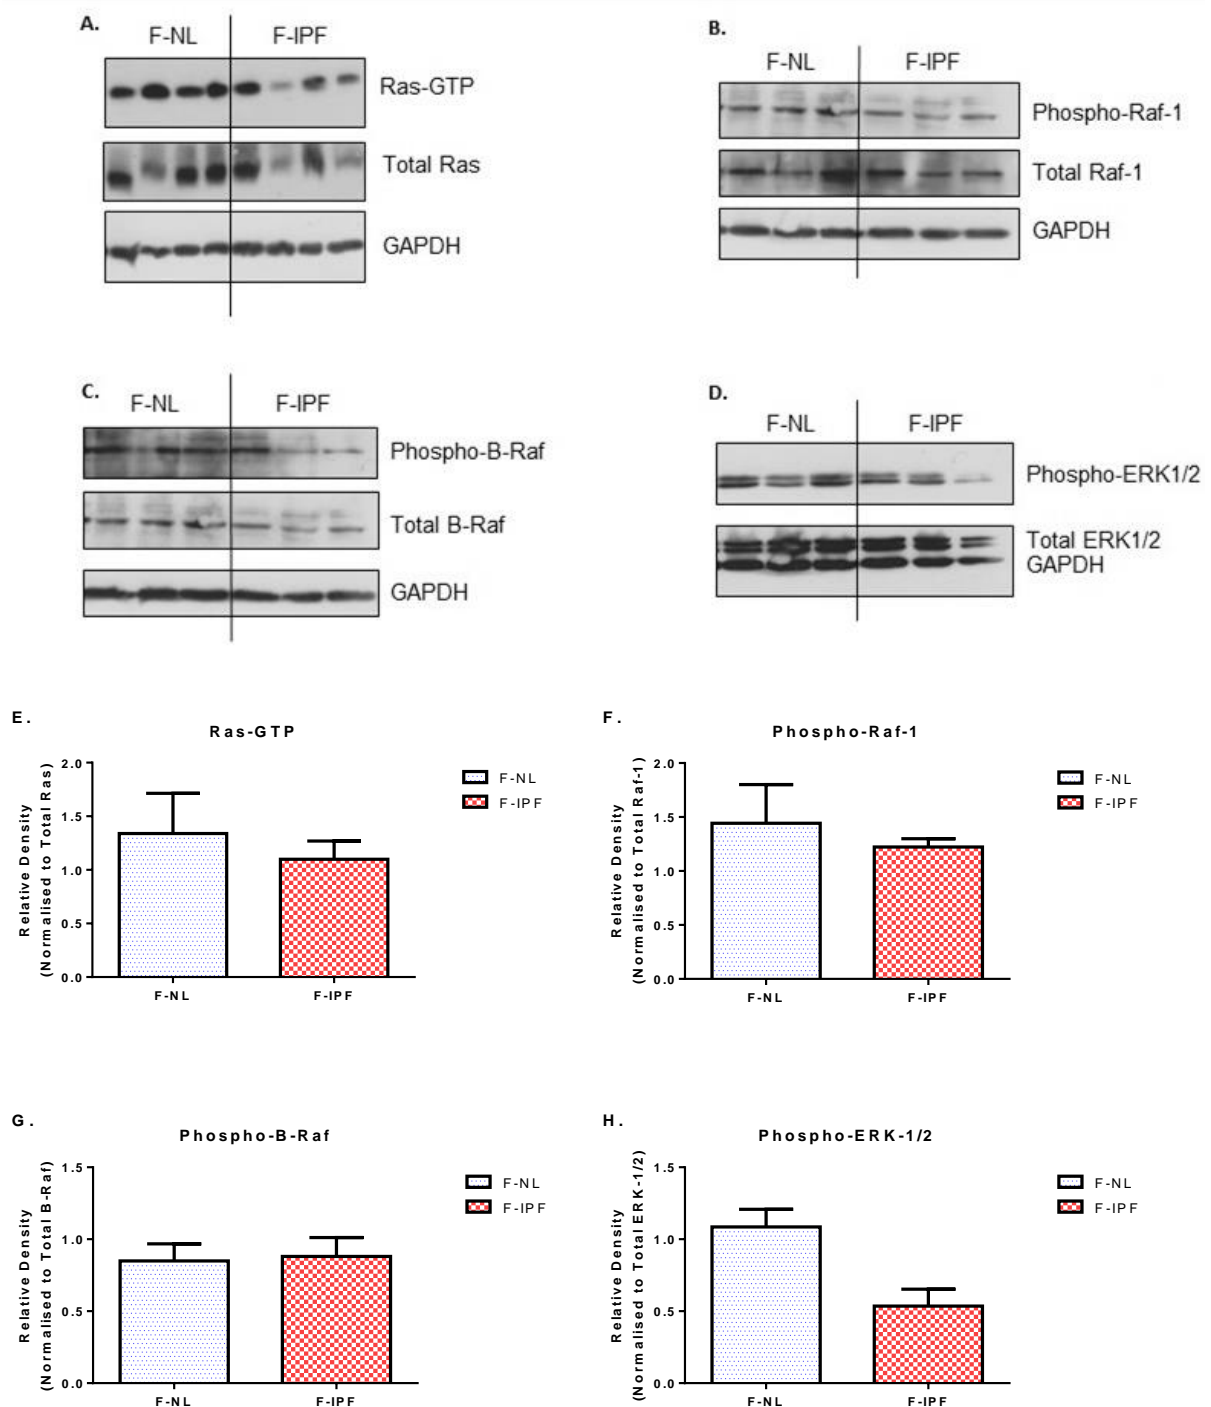 A.
F-NL F-IPF
Ras-GTP
Total Ras
GAPDH
B.
F-NL F-IPF
Phospho-Raf-1
Total Raf-1
GAPDH
C.
F-NL F-IPF
Phospho-B-Raf
Total B-Raf
GAPDH
D.
F-NL F-IPF
Phospho-ERK1/2
Total ERK1/2
GAPDH
E.
Ras-GTP
Relative Density
(Normalised to Total Ras)
2.0
1.5
1.0
0.5
0.0
F-NL F-IPF
F-NL
F-IPF
F.
Phospho-Raf-1
Relative Density
(Normalised to Total Raf-1)
2.0
1.5
1.0
0.5
0.0
F-NL F-IPF
F-NL
F-IPF
G.
Phospho-B-Raf
Relative Density
(Normalised to Total B-Raf)
1.5
1.0
0.5
0.0
F-NL F-IPF
F-NL
F-IPF
H.
Phospho-ERK-1/2
Relative Density
(Normalised to Total ERK-1/2)
1.5
1.0
0.5
0.0
F-NL F-IPF
F-NL
F-IPF